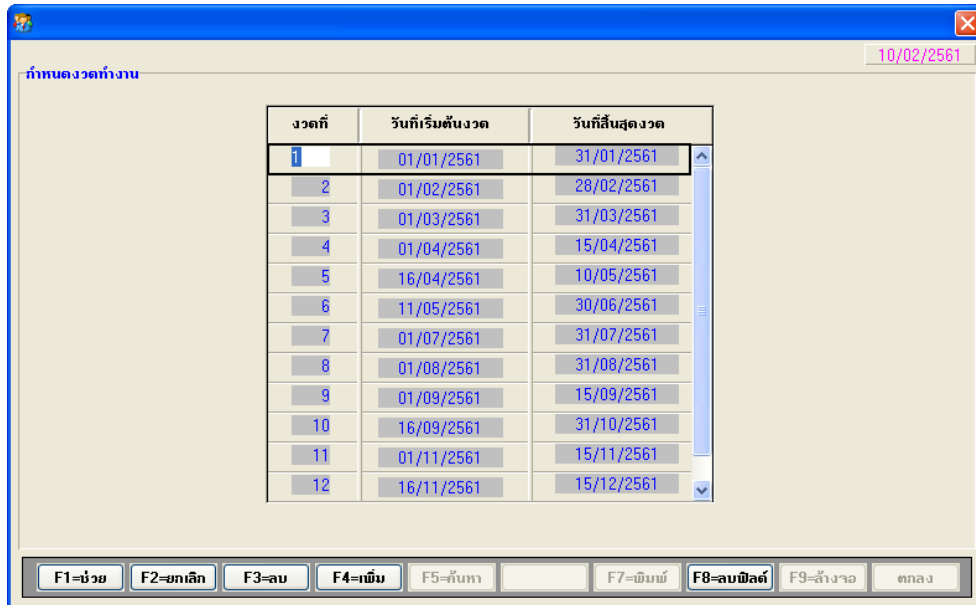 10/02/2561
กำหนดงวดทำงาน
งวดที่ วันที่เริ่มต้นงวด วันที่สิ้นสุดงวด
1 01/01/2561 31/01/2561
2 01/02/2561 28/02/2561
3 01/03/2561 31/03/2561
4 01/04/2561 15/04/2561
5 16/04/2561 10/05/2561
6 11/05/2561 30/06/2561
7 01/07/2561 31/07/2561
8 01/08/2561 31/08/2561
9 01/09/2561 15/09/2561
10 16/09/2561 31/10/2561
11 01/11/2561 15/11/2561
12 16/11/2561 15/12/2561
F1=ช่วย F2=ยกเลิก F3=ลบ F4=เพิ่ม F5=ค้นหา F7=พิมพ์ F8=ลบฟิลด์ F9=ล้างจอ ตกลง